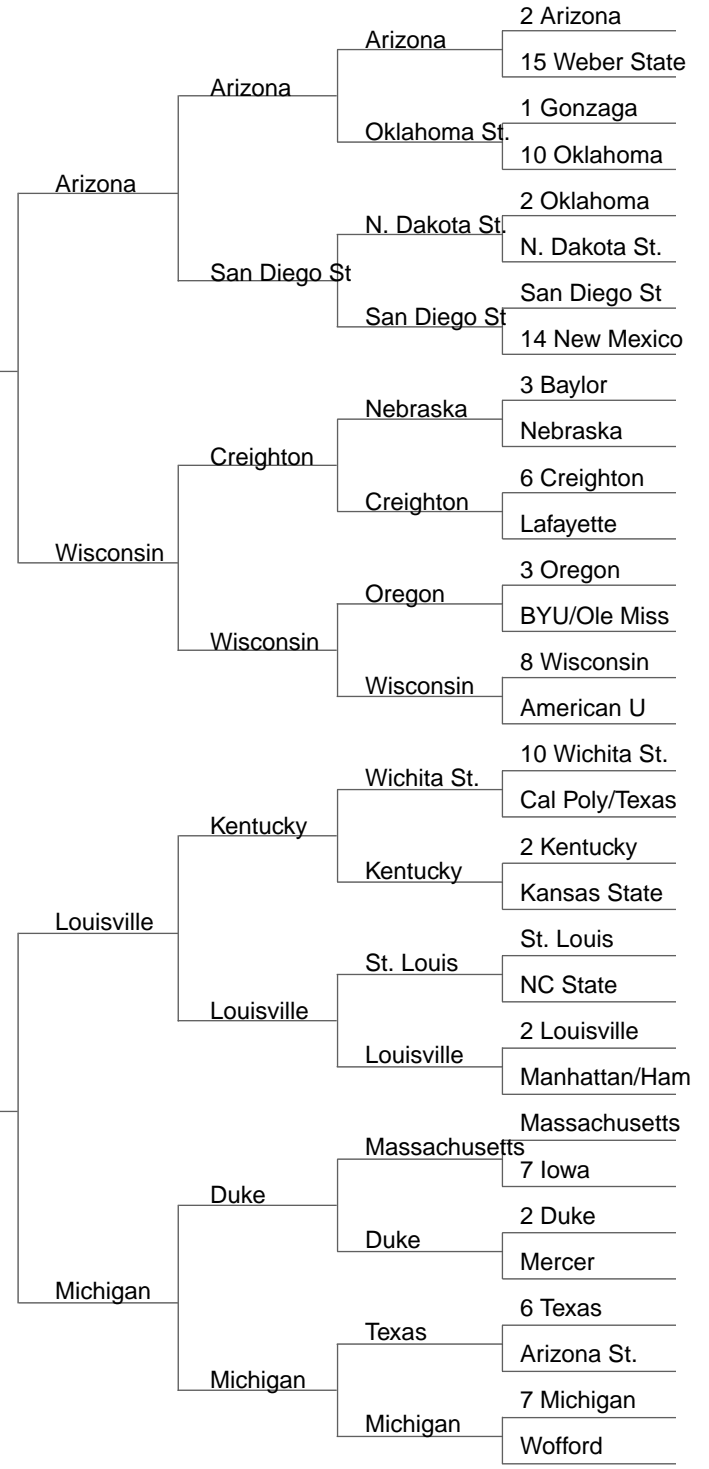 2 Arizona
Arizona
15 Weber State
Arizona
1 Gonzaga
Oklahoma St.
10 Oklahoma
Arizona
2 Oklahoma
N. Dakota St.
N. Dakota St.
San Diego St
San Diego St
San Diego St
14 New Mexico
3 Baylor
Nebraska
Nebraska
Creighton
6 Creighton
Creighton
Lafayette
Wisconsin
3 Oregon
Oregon
BYU/Ole Miss
Wisconsin
8 Wisconsin
Wisconsin
American U
10 Wichita St.
Wichita St.
Cal Poly/Texas
Kentucky
2 Kentucky
Kentucky
Kansas State
Louisville
St. Louis
St. Louis
NC State
Louisville
2 Louisville
Louisville
Manhattan/Ham
Massachusetts
Massachusetts
7 Iowa
Duke
2 Duke
Duke
Mercer
Michigan
6 Texas
Texas
Arizona St.
Michigan
7 Michigan
Michigan
Wofford